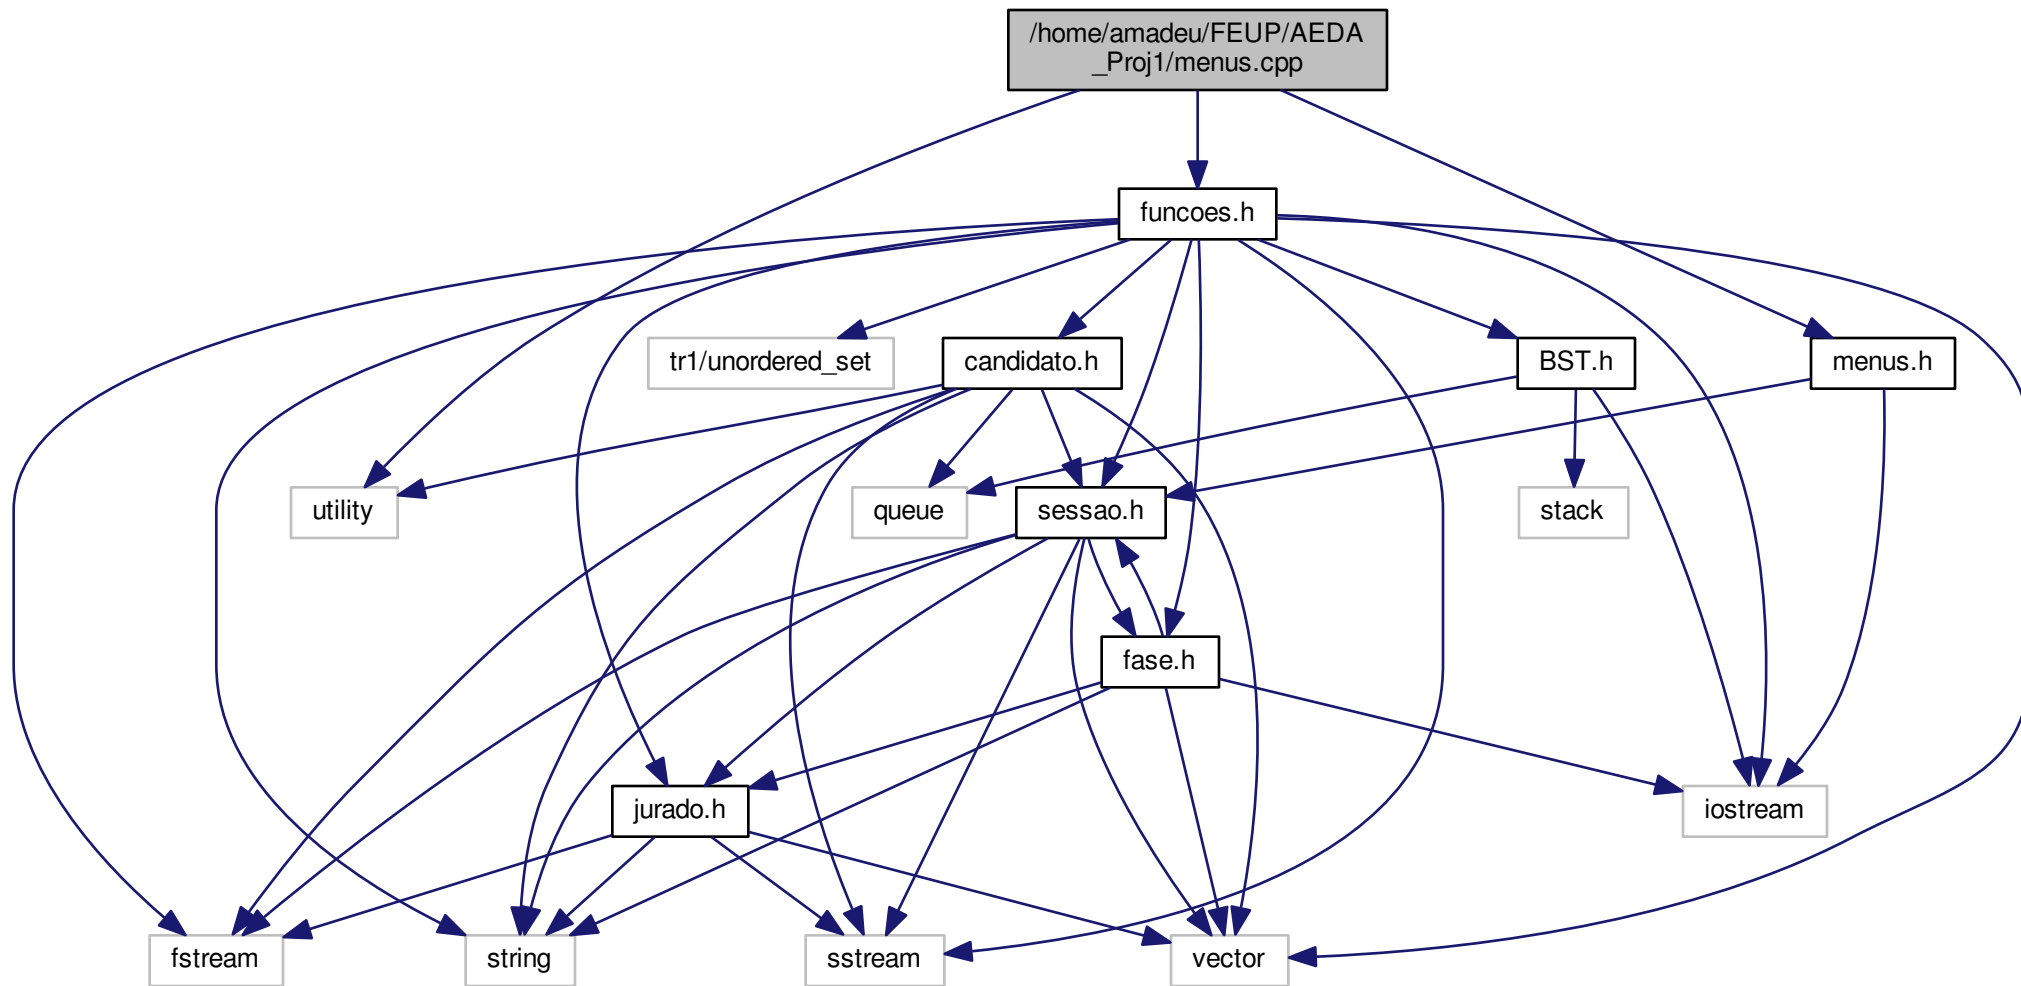 /home/amadeu/FEUP/AEDA
_Proj1/menus.cpp
funcoes.h
tr1/unordered_set
candidato.h
BST.h
menus.h
utility
queue
sessao.h
stack
fase.h
jurado.h
iostream
fstream
string
sstream
vector